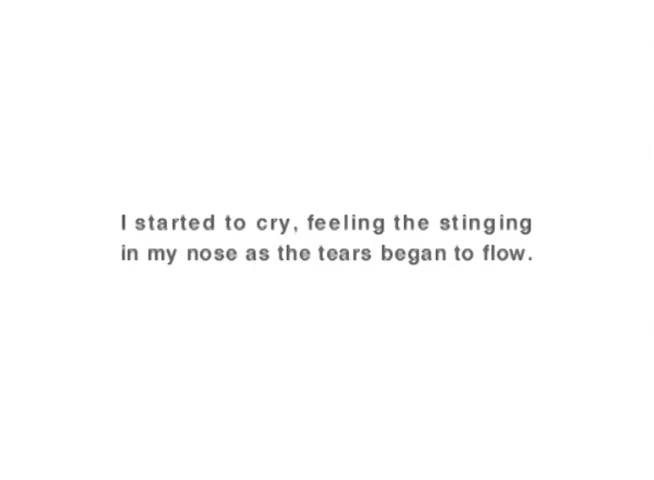 I started to cry, feeling the stinging
in my nose as the tears began to flow.